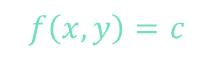 f(x, y) = c